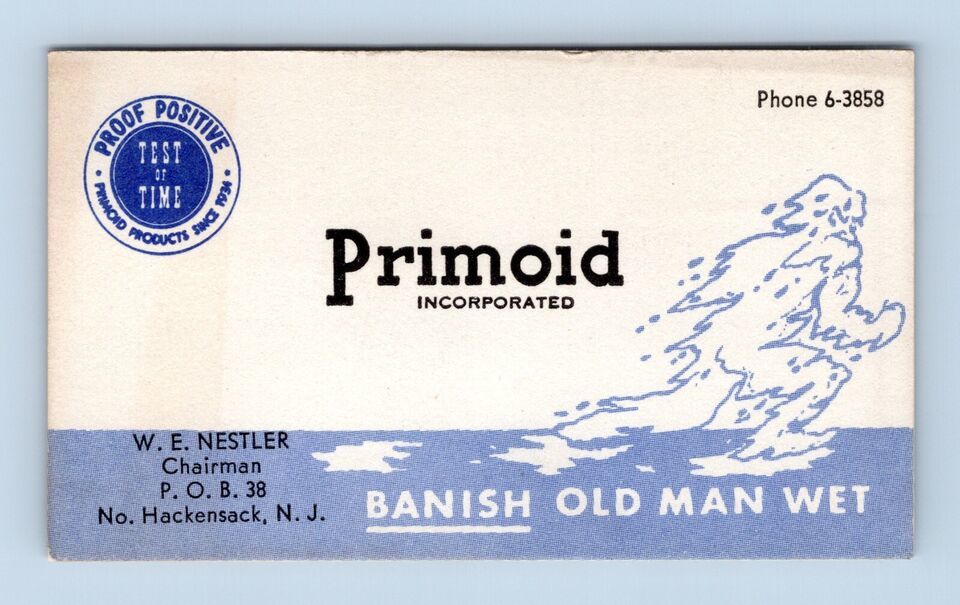 PROOF POSITIVE
TEST
OF
TIME
• PRIMOID PRODUCTS SINCE 1934 •
Phone 6-3858
Primoid
INCORPORATED
W. E. NESTLER
Chairman
P. O. B. 38
No. Hackensack, N. J.
BANISH OLD MAN WET